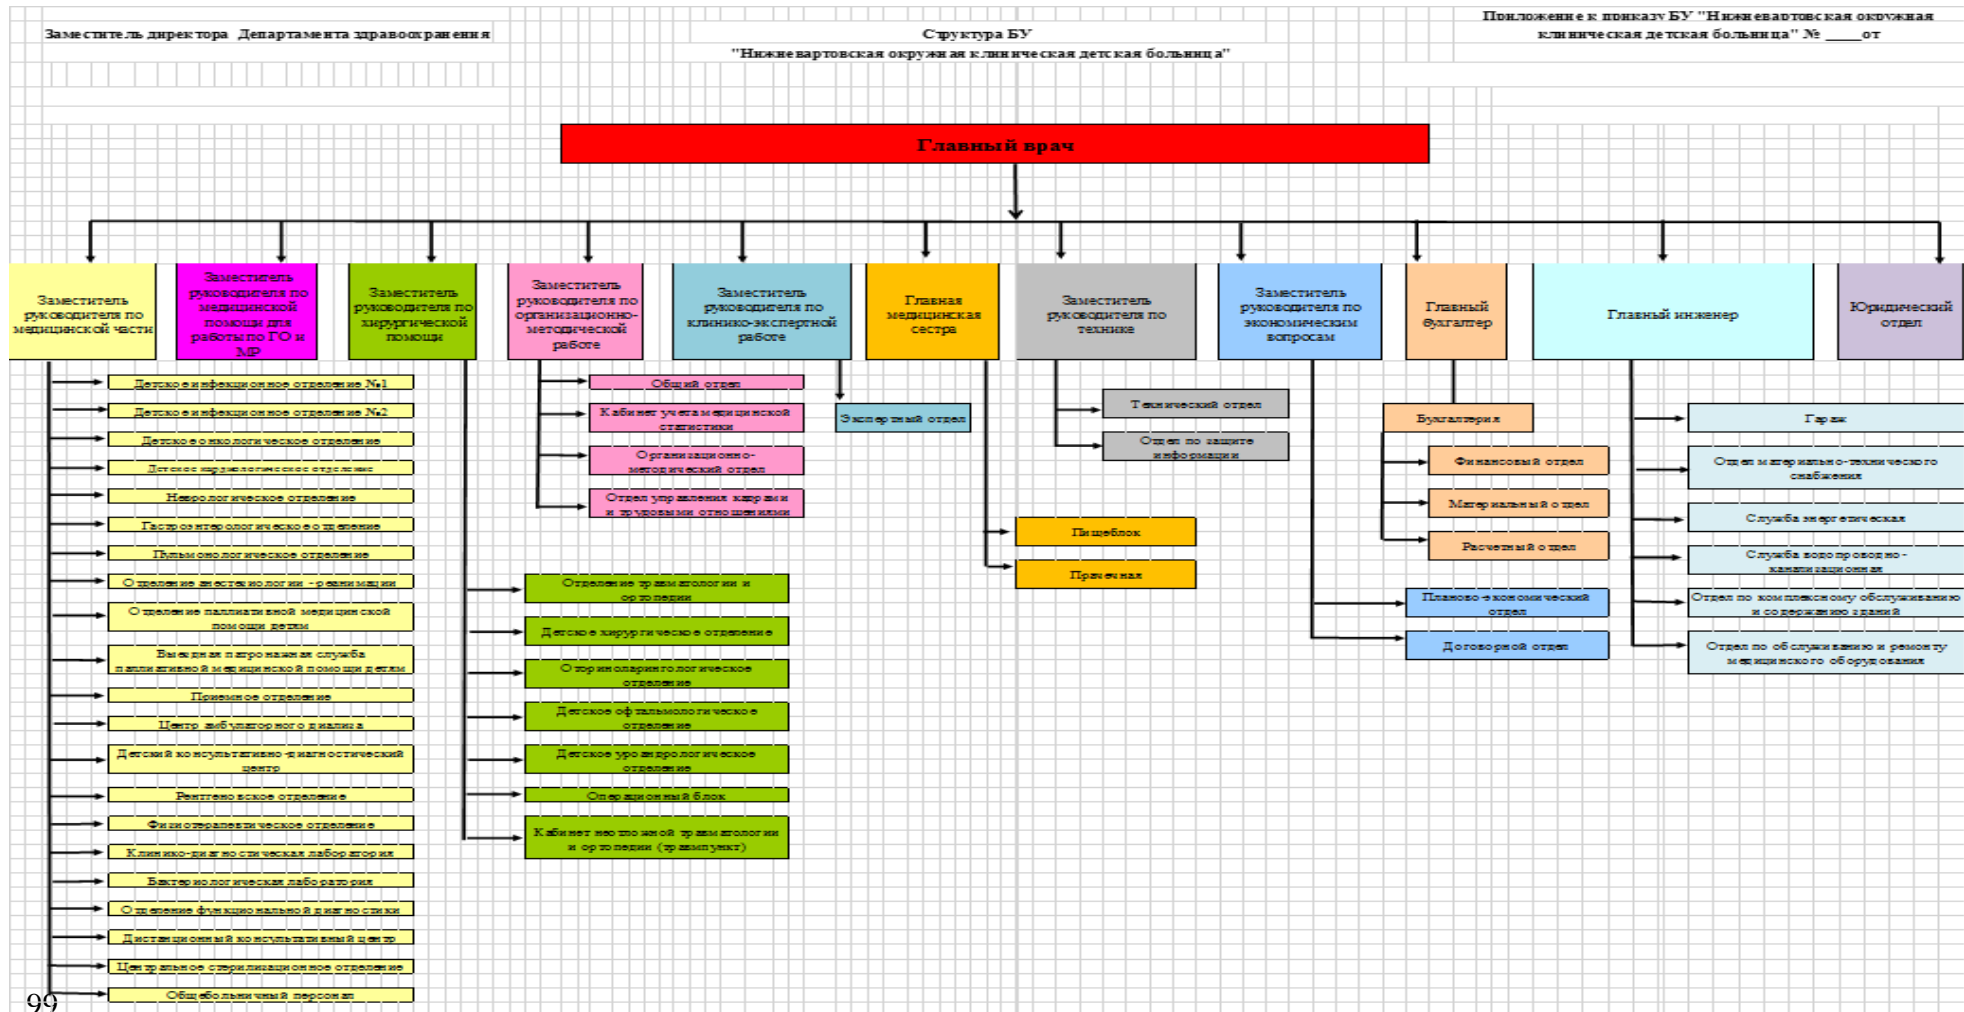 Заместитель директора Департамента здравоохранения
Структура БУ
"Нижневартовская окружная клиническая детская больница"
Приложение к приказу БУ "Нижневартовская окружная
клиническая детская больница" № ____от
Главный врач
Заместитель
руководителя по
медицинской части
Заместитель
руководителя по
медицинской
помощи для
работы по ГО и
МР
Заместитель
руководителя по
хирургической
помощи
Заместитель
руководителя по
организационно-
методической
работе
Заместитель
руководителя по
клинико-экспертной
работе
Главная
медицинская
сестра
Заместитель
руководителя по
технике
Заместитель
руководителя по
экономическим
вопросам
Главный
бухгалтер
Главный инженер
Юридический
отдел
Детское инфекционное отделение №1
Детское инфекционное отделение №2
Детское онкологическое отделение
Детское кардиологическое отделение
Неврологическое отделение
Гастроэнтерологическое отделение
Пульмонологическое отделение
Отделение анестезиологии - реанимации
Отделение паллиативной медицинской
помощи детям
Выездная патронажная служба
паллиативной медицинской помощи детям
Приемное отделение
Центр амбулаторного диализа
Детский консультативно-диагностический
центр
Рентгеновское отделение
Физиотерапевтическое отделение
Клинико-диагностическая лаборатория
Бактериологическая лаборатория
Отделение функциональной диагностики
Дистанционный консультативный центр
Центральное стерилизационное отделение
Общебольничный персонал
Отделение травматологии и
ортопедии
Детское хирургическое отделение
Оториноларингологическое
отделение
Детское офтальмологическое
отделение
Детское уроандрологическое
отделение
Операционный блок
Кабинет неотложной травматологии
и ортопедии (травмпункт)
Общий отдел
Кабинет учета медицинской
статистики
Организационно-
методический отдел
Отдел управления кадрами
и трудовыми отношениями
Экспертный отдел
Пищеблок
Прачечная
Технический отдел
Отдел по защите
информации
Планово-экономический
отдел
Договорной отдел
Бухгалтерия
Финансовый отдел
Материальный отдел
Расчетный отдел
Гараж
Отдел материально-технического
снабжения
Служба энергетическая
Служба водопроводно-
канализационная
Отдел по комплексному обслуживанию
и содержанию зданий
Отдел по обслуживанию и ремонту
медицинского оборудования
99